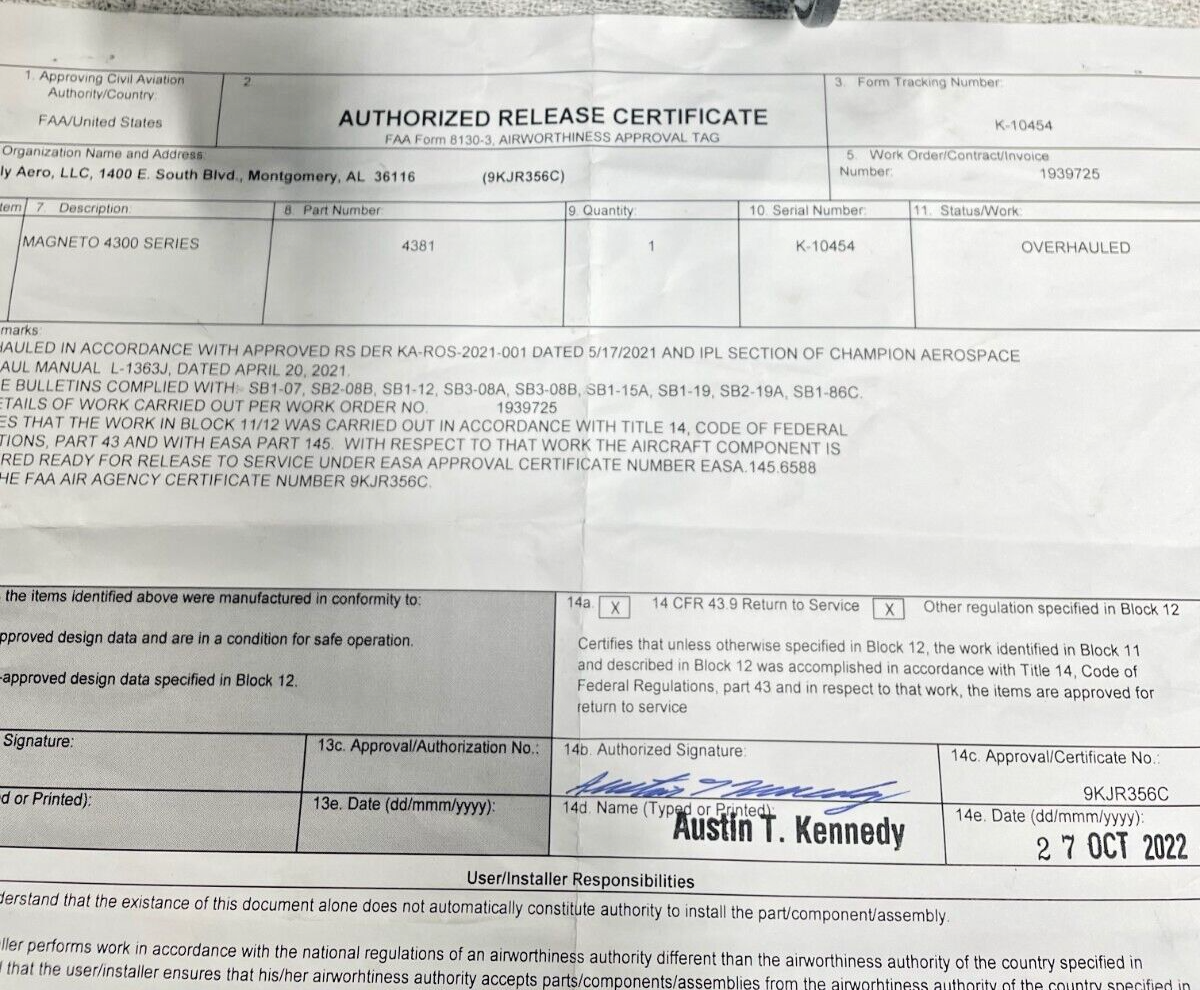 1. Approving Civil Aviation
Authority/Country:
FAA/United States
2.
AUTHORIZED RELEASE CERTIFICATE
FAA Form 8130-3, AIRWORTHINESS APPROVAL TAG
3. Form Tracking Number:
K-10454
Organization Name and Address:
ly Aero, LLC, 1400 E. South Blvd., Montgomery, AL 36116 (9KJR356C)
5. Work Order/Contract/Invoice
Number: 1939725
tem 7. Description: 8. Part Number: 9. Quantity: 10. Serial Number: 11. Status/Work:
MAGNETO 4300 SERIES 4381 1 K-10454 OVERHAULED
marks:
HAULED IN ACCORDANCE WITH APPROVED RS DER KA-ROS-2021-001 DATED 5/17/2021 AND IPL SECTION OF CHAMPION AEROSPACE
AUL MANUAL L-1363J, DATED APRIL 20, 2021.
E BULLETINS COMPLIED WITH: SB1-07, SB2-08B, SB1-12, SB3-08A, SB3-08B, SB1-15A, SB1-19, SB2-19A, SB1-86C.
ETAILS OF WORK CARRIED OUT PER WORK ORDER NO. 1939725
ES THAT THE WORK IN BLOCK 11/12 WAS CARRIED OUT IN ACCORDANCE WITH TITLE 14, CODE OF FEDERAL
TIONS, PART 43 AND WITH EASA PART 145. WITH RESPECT TO THAT WORK THE AIRCRAFT COMPONENT IS
RED READY FOR RELEASE TO SERVICE UNDER EASA APPROVAL CERTIFICATE NUMBER EASA.145.6588
HE FAA AIR AGENCY CERTIFICATE NUMBER 9KJR356C.
the items identified above were manufactured in conformity to:
pproved design data and are in a condition for safe operation.
-approved design data specified in Block 12.
14a. X 14 CFR 43.9 Return to Service X Other regulation specified in Block 12
Certifies that unless otherwise specified in Block 12, the work identified in Block 11
and described in Block 12 was accomplished in accordance with Title 14, Code of
Federal Regulations, part 43 and in respect to that work, the items are approved for
return to service
Signature:
13c. Approval/Authorization No.:
14b. Authorized Signature:
Austin T Kennedy
14c. Approval/Certificate No.:
9KJR356C
d or Printed):
13e. Date (dd/mmm/yyyy):
14d. Name (Typed or Printed):
Austin T. Kennedy
14e. Date (dd/mmm/yyyy):
27 OCT 2022
User/Installer Responsibilities
derstand that the existance of this document alone does not automatically constitute authority to install the part/component/assembly.
ller performs work in accordance with the national regulations of an airworthiness authority different than the airworthiness authority of the country specified in
that the user/installer ensures that his/her airworhtiness authority accepts parts/components/assemblies from the airworhtiness authority of the country specified in